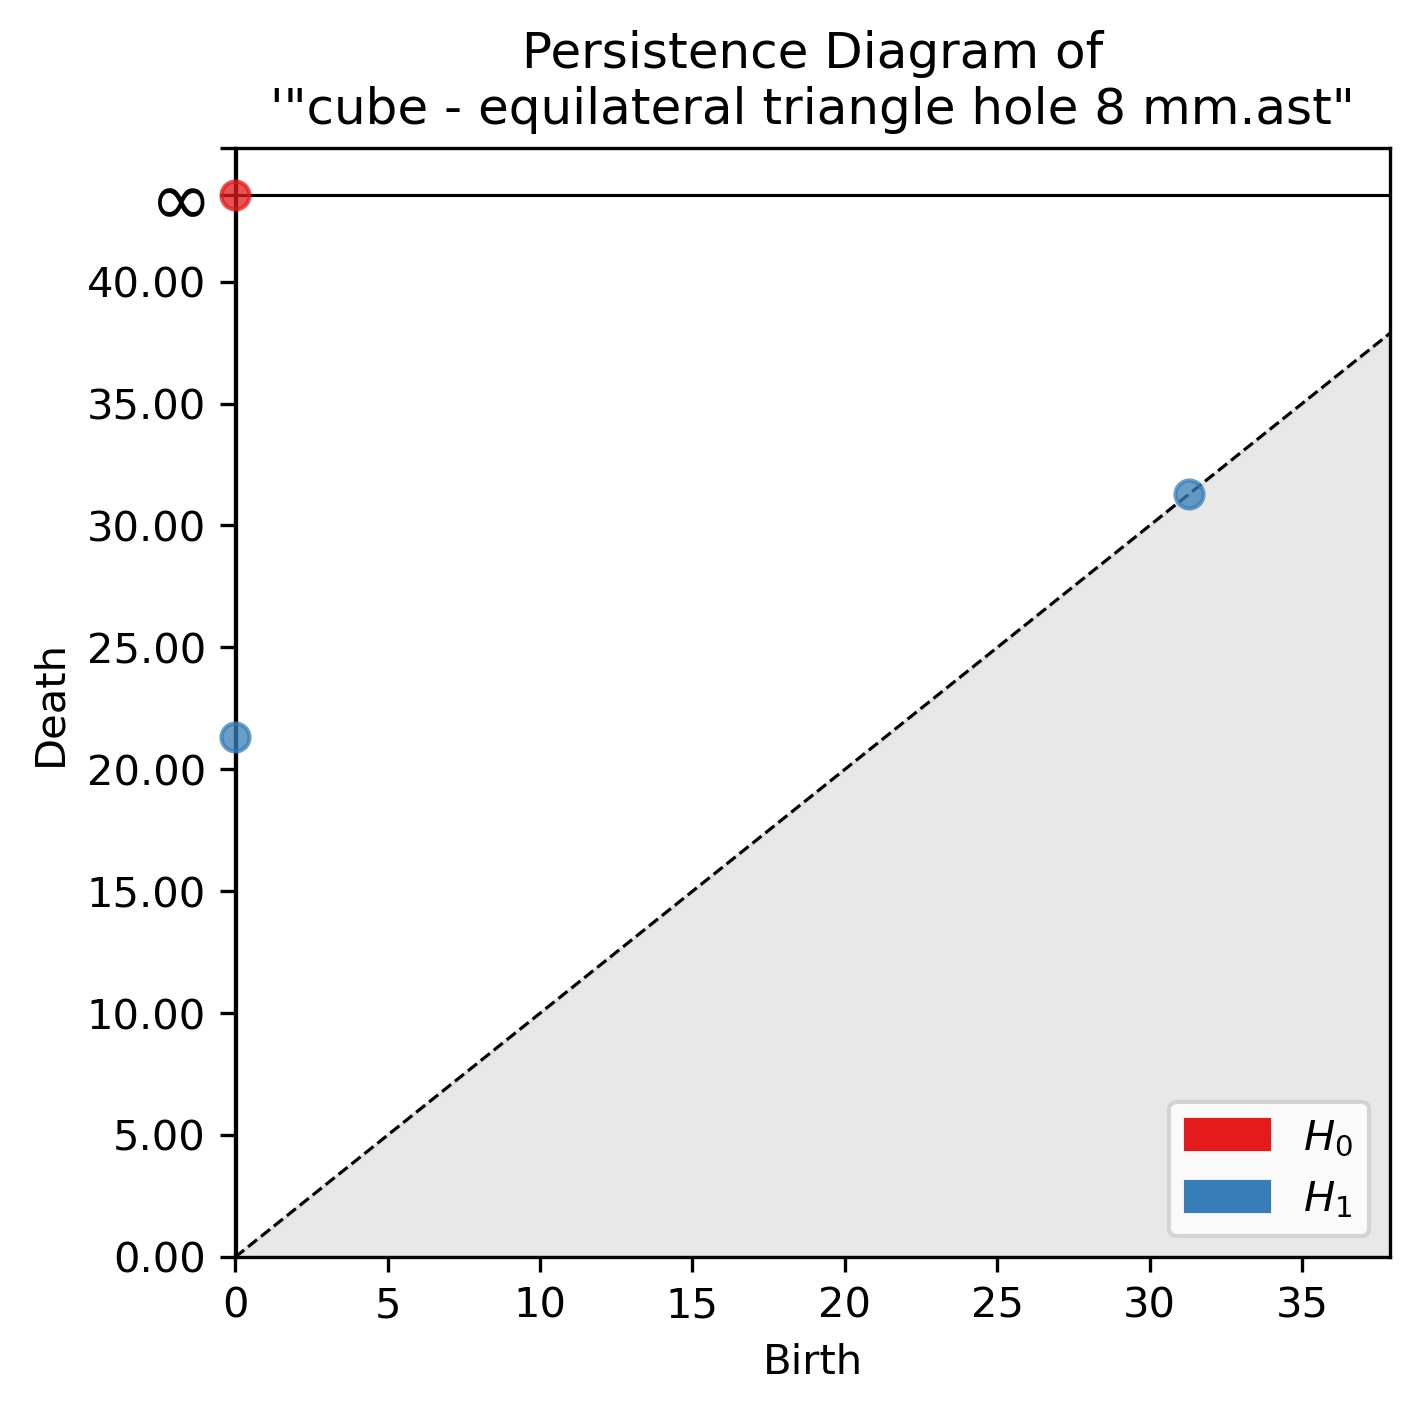 Persistence Diagram of
'"cube - equilateral triangle hole 8 mm.ast"
∞
40.00
35.00
30.00
25.00
20.00
15.00
10.00
5.00
0.00
Death
0 5 10 15 20 25 30 35
Birth
H₀
H₁